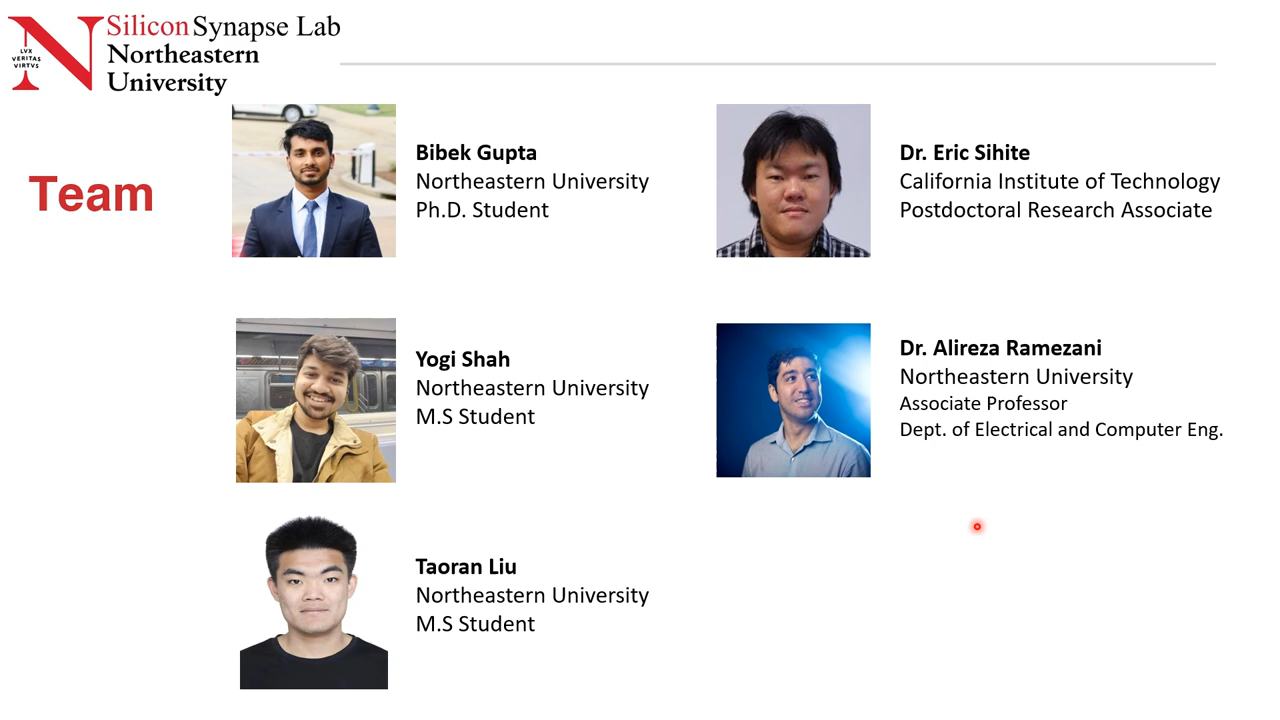 Silicon Synapse Lab
Northeastern
University
LVX
VERITAS
VIRTVS
Team
Bibek Gupta
Northeastern University
Ph.D. Student
Dr. Eric Sihite
California Institute of Technology
Postdoctoral Research Associate
Yogi Shah
Northeastern University
M.S Student
Dr. Alireza Ramezani
Northeastern University
Associate Professor
Dept. of Electrical and Computer Eng.
Taoran Liu
Northeastern University
M.S Student